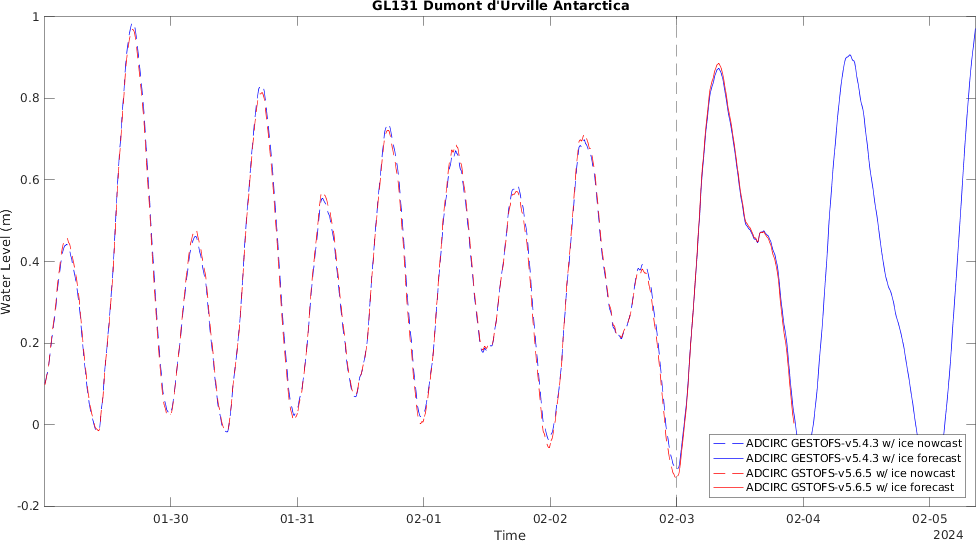 GL131 Dumont d'Urville Antarctica
1
0.8
0.6
0.4
0.2
0
-0.2
Water Level (m)
ADCIRC GESTOFS-v5.4.3 w/ ice nowcast
ADCIRC GESTOFS-v5.4.3 w/ ice forecast
ADCIRC GSTOFS-v5.6.5 w/ ice nowcast
ADCIRC GSTOFS-v5.6.5 w/ ice forecast
01-30 01-31 02-01 02-02 02-03 02-04 02-05
Time
2024